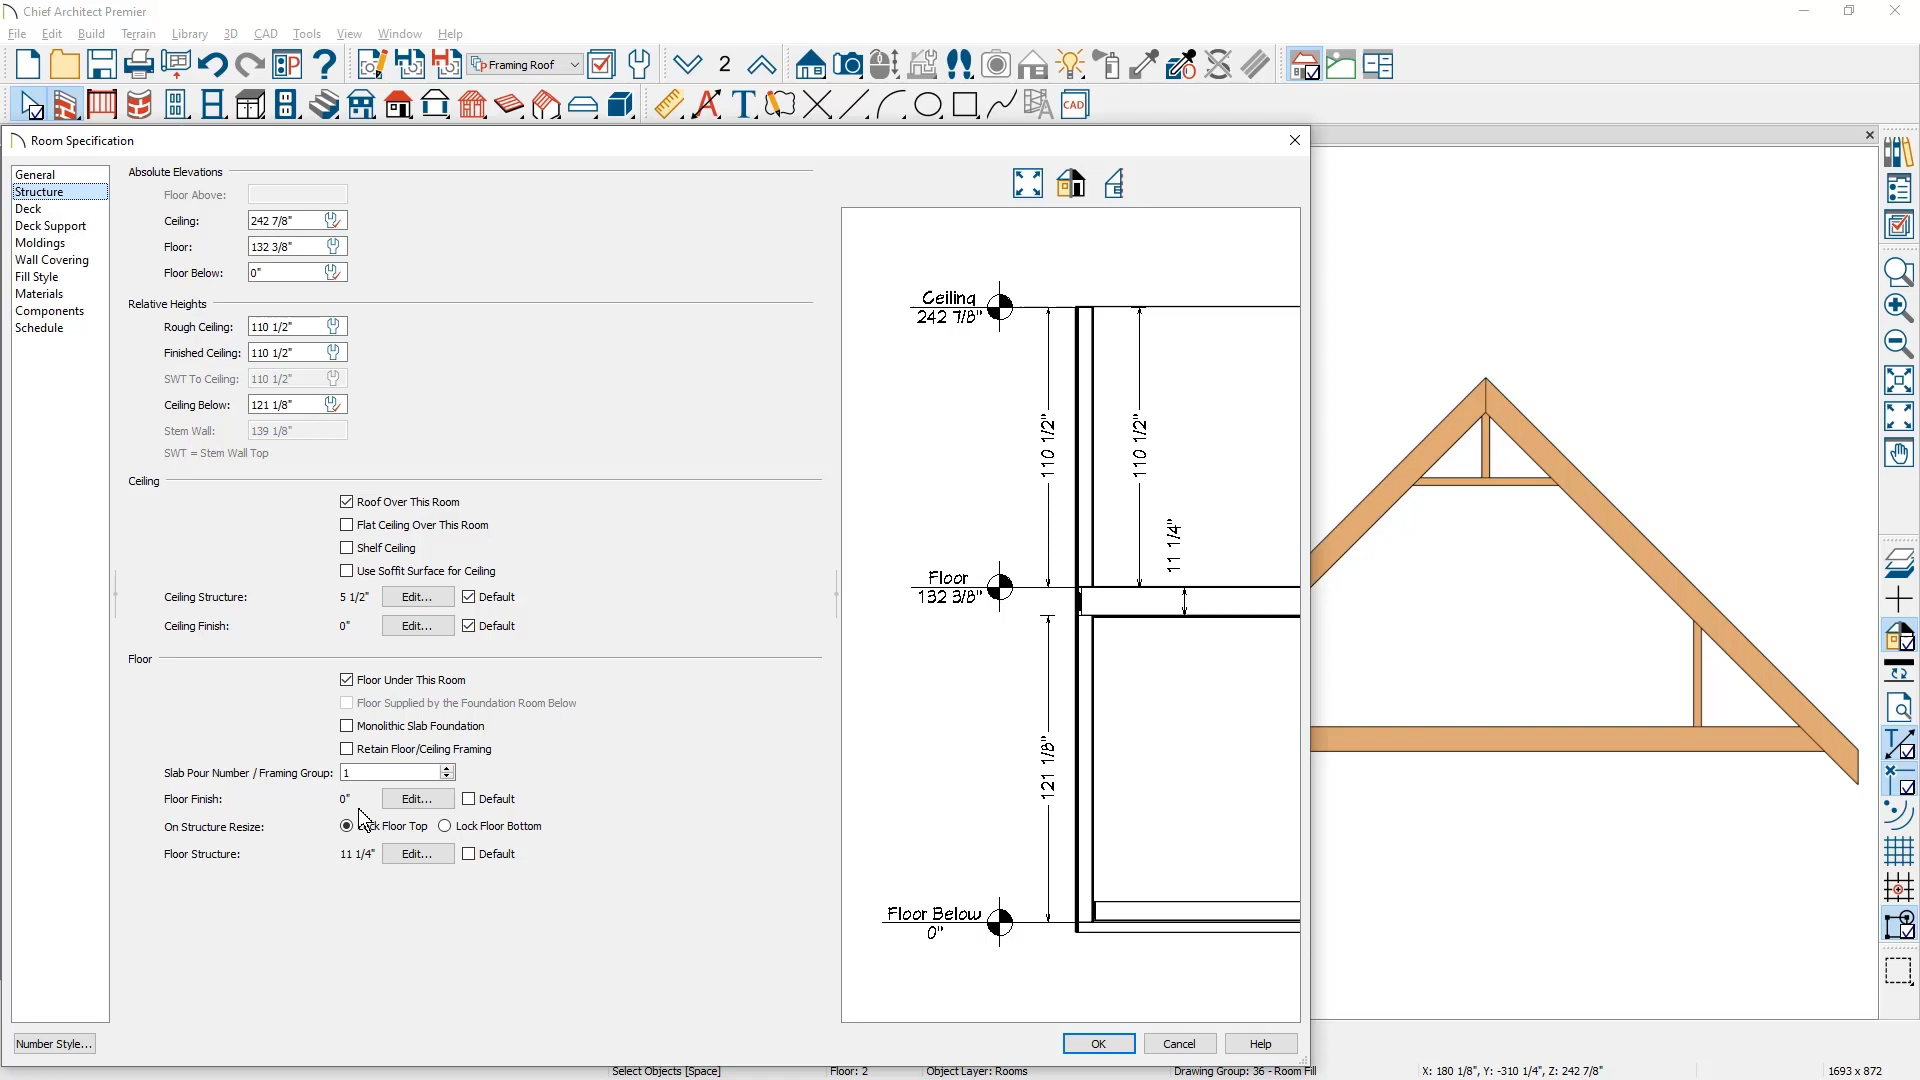 Chief Architect Premier
File Edit Build Terrain Library 3D CAD Tools View Window Help
Framing Roof
2
CAD
Room Specification
General
Structure
Deck
Deck Support
Moldings
Wall Covering
Fill Style
Materials
Components
Schedule
Absolute Elevations
Floor Above:
Ceiling: 242 7/8"
Floor: 132 3/8"
Floor Below: 0"
Relative Heights
Rough Ceiling: 110 1/2"
Finished Ceiling: 110 1/2"
SWT To Ceiling: 110 1/2"
Ceiling Below: 121 1/8"
Stem Wall: 139 1/8"
SWT = Stem Wall Top
Ceiling
Roof Over This Room
Flat Ceiling Over This Room
Shelf Ceiling
Use Soffit Surface for Ceiling
Ceiling Structure: 5 1/2" Edit... Default
Ceiling Finish: 0" Edit... Default
Floor
Floor Under This Room
Floor Supplied by the Foundation Room Below
Monolithic Slab Foundation
Retain Floor/Ceiling Framing
Slab Pour Number / Framing Group: 1
Floor Finish: 0" Edit... Default
On Structure Resize: Floor Top Lock Floor Bottom
Floor Structure: 11 1/4" Edit... Default
Ceiling
242 7/8"
110 1/2"
110 1/2"
11 1/4"
Floor
132 3/8"
121 1/8"
Floor Below
0"
Number Style... OK Cancel Help
Select Objects [Space] Floor: 2 Object Layer: Rooms Drawing Group: 36 - Room Fill X: 180 1/8", Y: -310 1/4", Z: 242 7/8" 1693 x 872